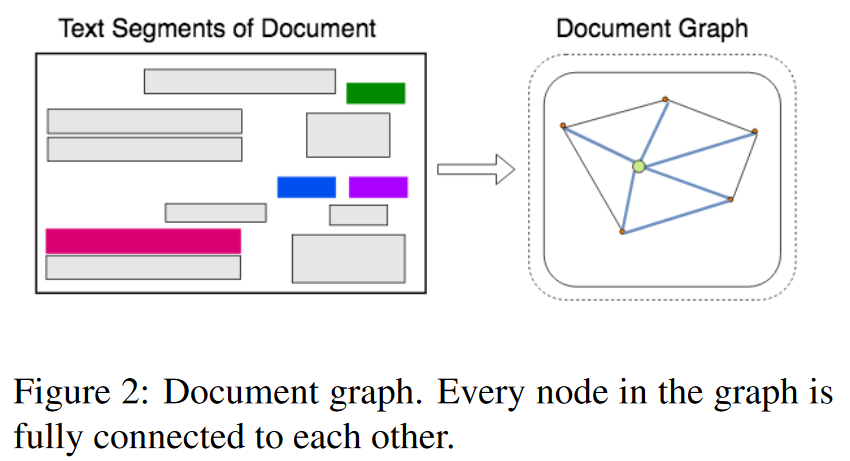 Text Segments of Document
Document Graph
Figure 2: Document graph. Every node in the graph is
fully connected to each other.